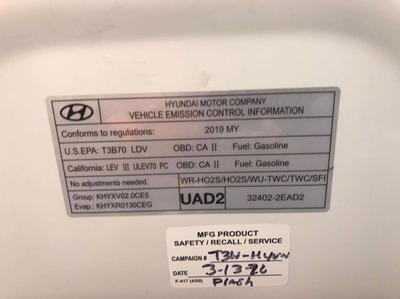 HYUNDAI MOTOR COMPANY
VEHICLE EMISSION CONTROL INFORMATION
Conforms to regulations: 2019 MY
U.S.EPA: T3B70 LDV OBD: CA II Fuel: Gasoline
California: LEV III ULEV70 PC OBD: CA II Fuel: Gasoline
No adjustments needed. WR-HO2S/HO2S/WU-TWC/TWC/SFI
Group: KHYXV02.0CE5
Evap.: KHYXR0130CEG
UAD2 32402-2EAD2
MFG PRODUCT
SAFETY / RECALL / SERVICE
CAMPAIGN #
DATE 3-13-20
F-417 (4/99)